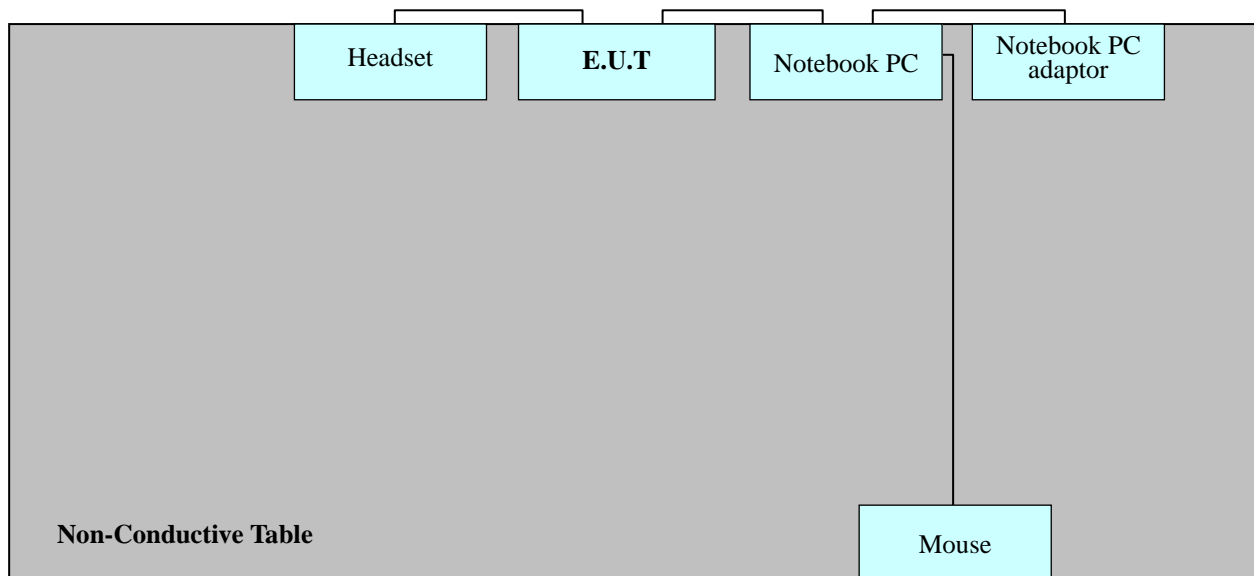 Headset
E.U.T
Notebook PC
Notebook PC
adaptor
Non-Conductive Table
Mouse